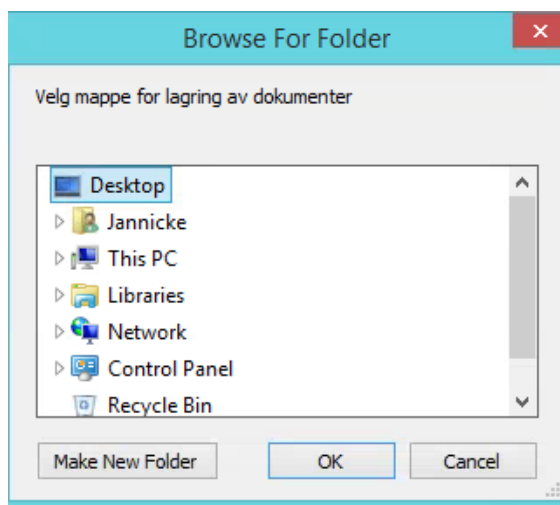 Browse For Folder
Velg mappe for lagring av dokumenter
Desktop
Jannicke
This PC
Libraries
Network
Control Panel
Recycle Bin
Make New Folder OK Cancel